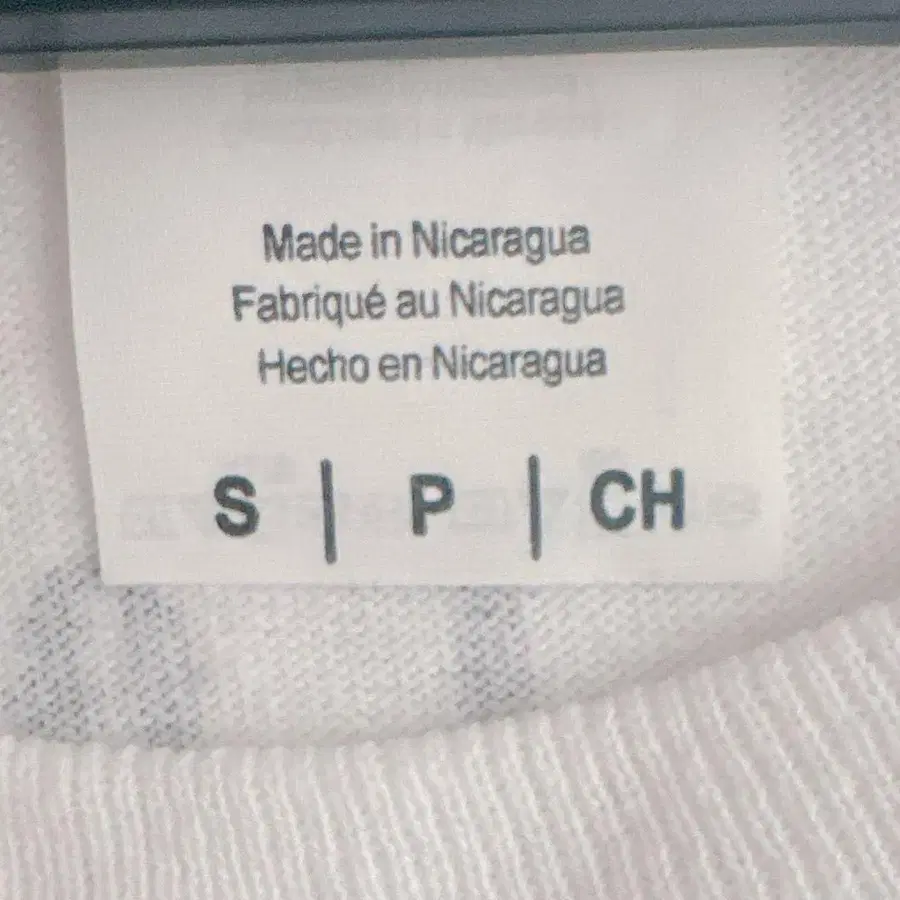 Made in Nicaragua
Fabriqué au Nicaragua
Hecho en Nicaragua
S | P | CH